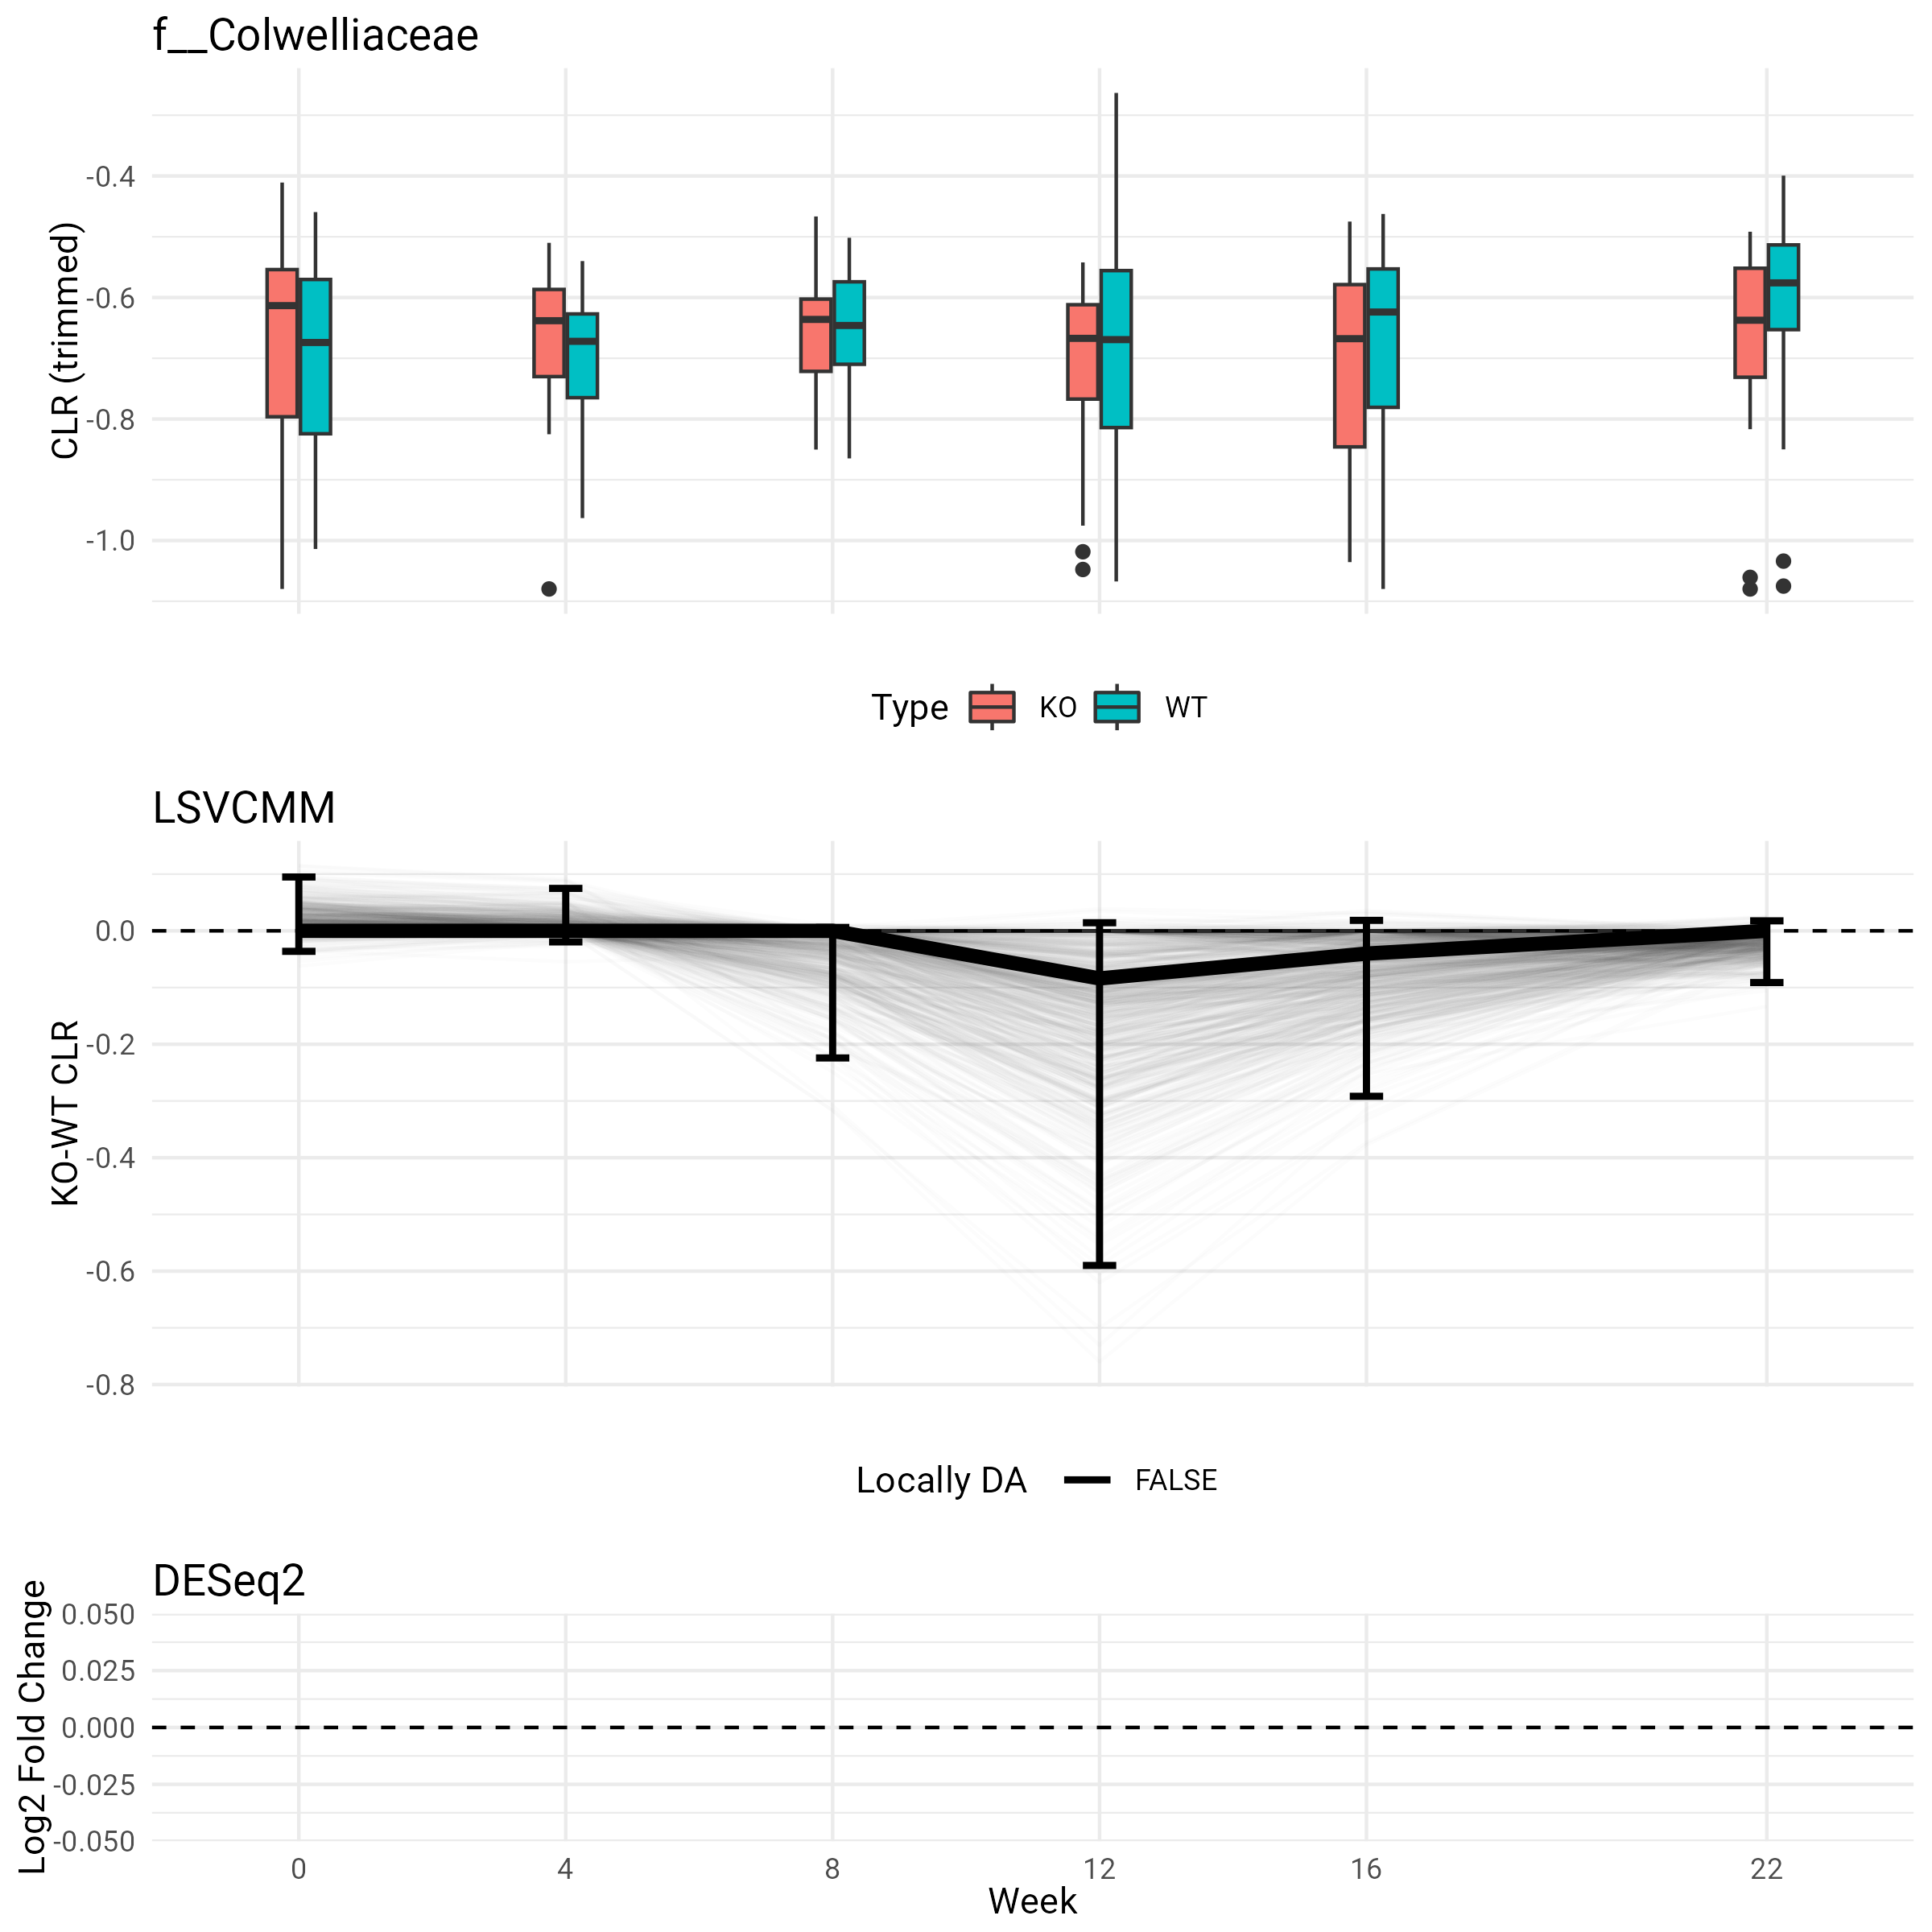 f__Colwelliaceae
CLR (trimmed)
-0.4
-0.6
-0.8
-1.0
Type KO WT
LSVCMM
KO-WT CLR
0.0
-0.2
-0.4
-0.6
-0.8
Locally DA FALSE
DESeq2
Log2 Fold Change
0.050
0.025
0.000
-0.025
-0.050
0 4 8 12 16 22
Week